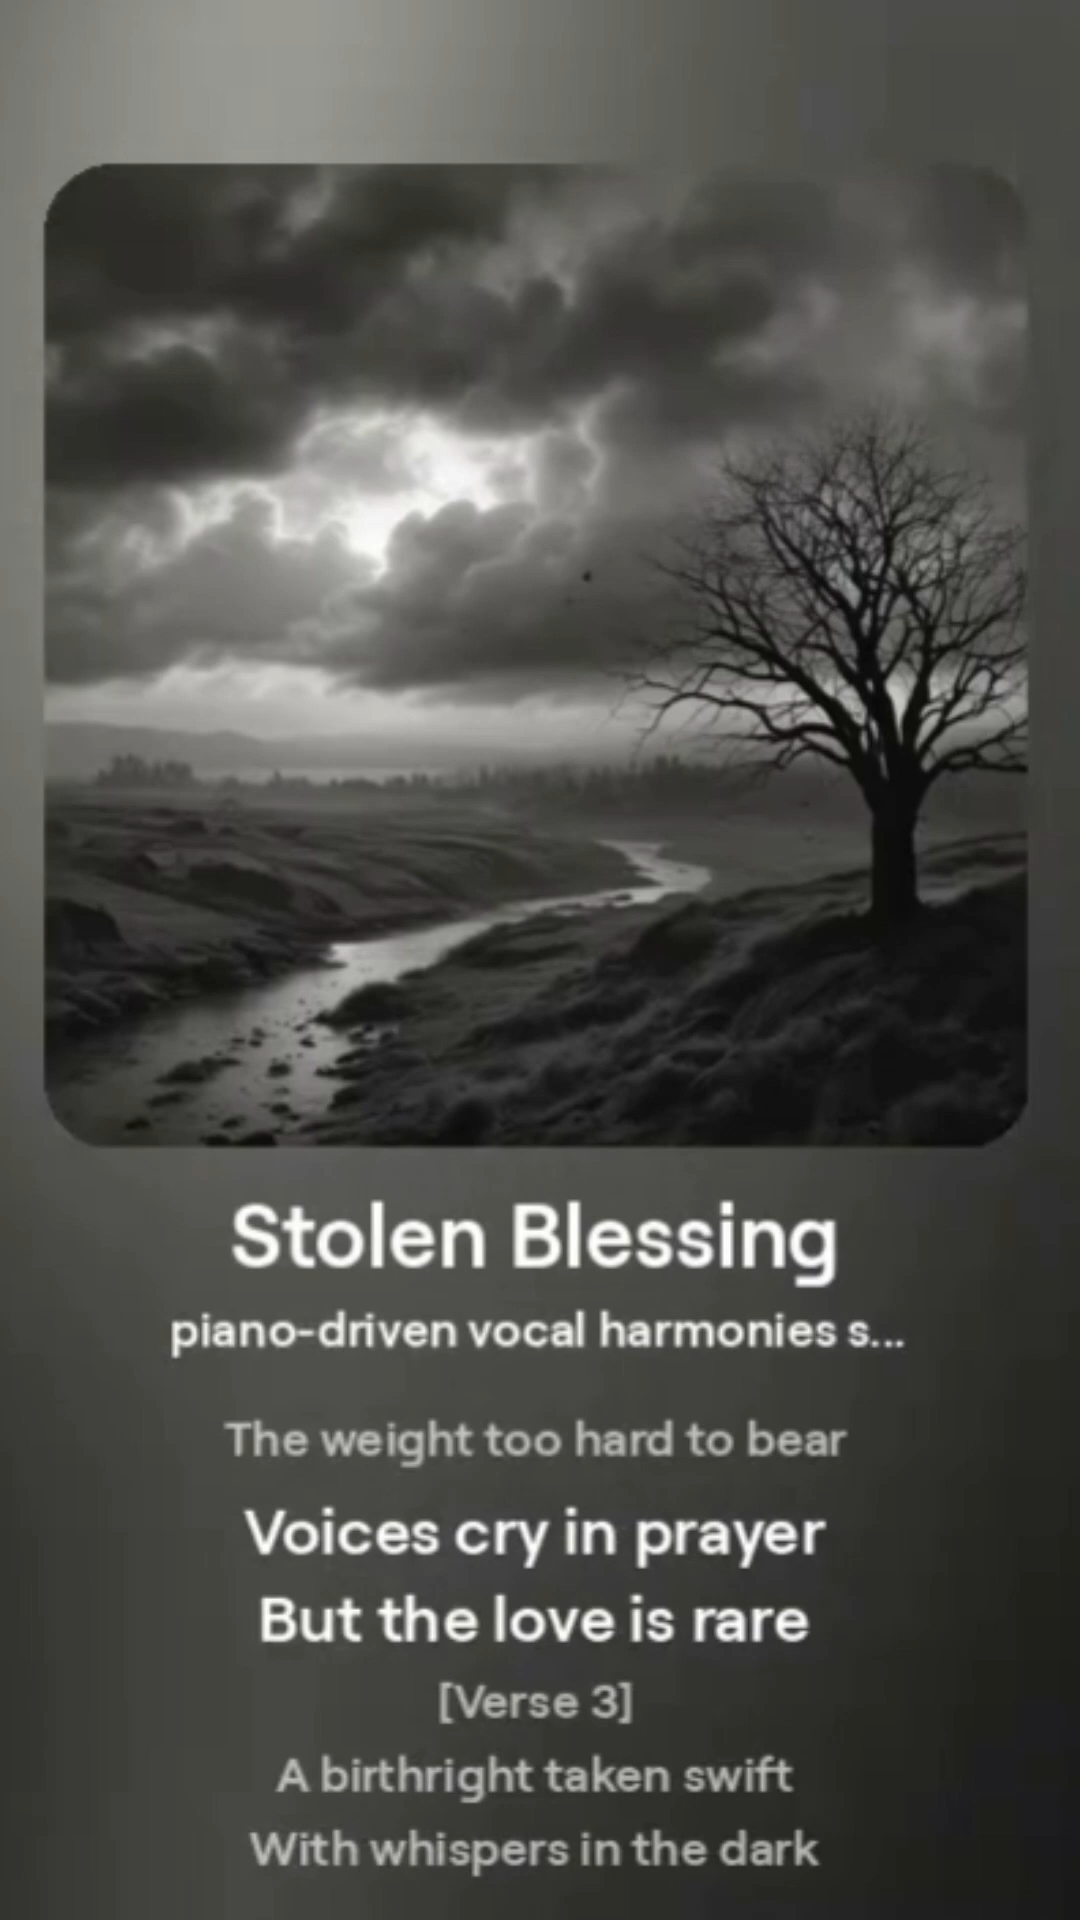 Stolen Blessing
piano-driven vocal harmonies s...
The weight too hard to bear
Voices cry in prayer
But the love is rare
[Verse 3]
A birthright taken swift
With whispers in the dark